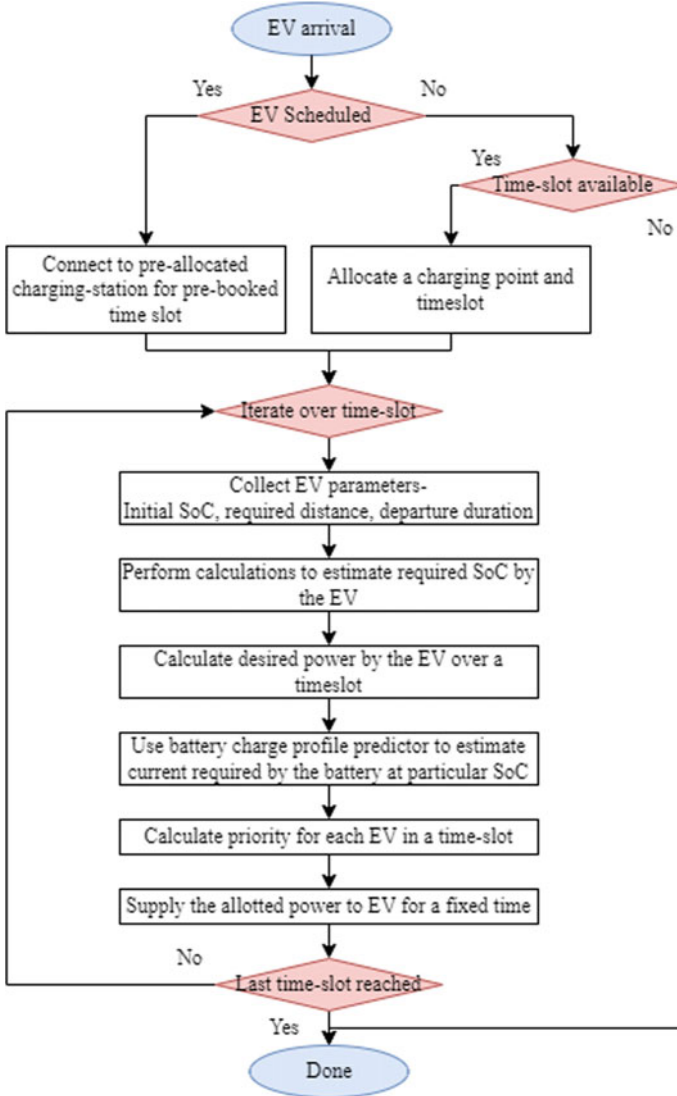 EV arrival
Yes
No
EV Scheduled
Yes
Time-slot available
No
Connect to pre-allocated
charging-station for pre-booked
time slot
Allocate a charging point and
timeslot
Iterate over time-slot
Collect EV parameters-
Initial SoC, required distance, departure duration
Perform calculations to estimate required SoC by
the EV
Calculate desired power by the EV over a
timeslot
Use battery charge profile predictor to estimate
current required by the battery at particular SoC
Calculate priority for each EV in a time-slot
Supply the allotted power to EV for a fixed time
No
Last time-slot reached
Yes
Done